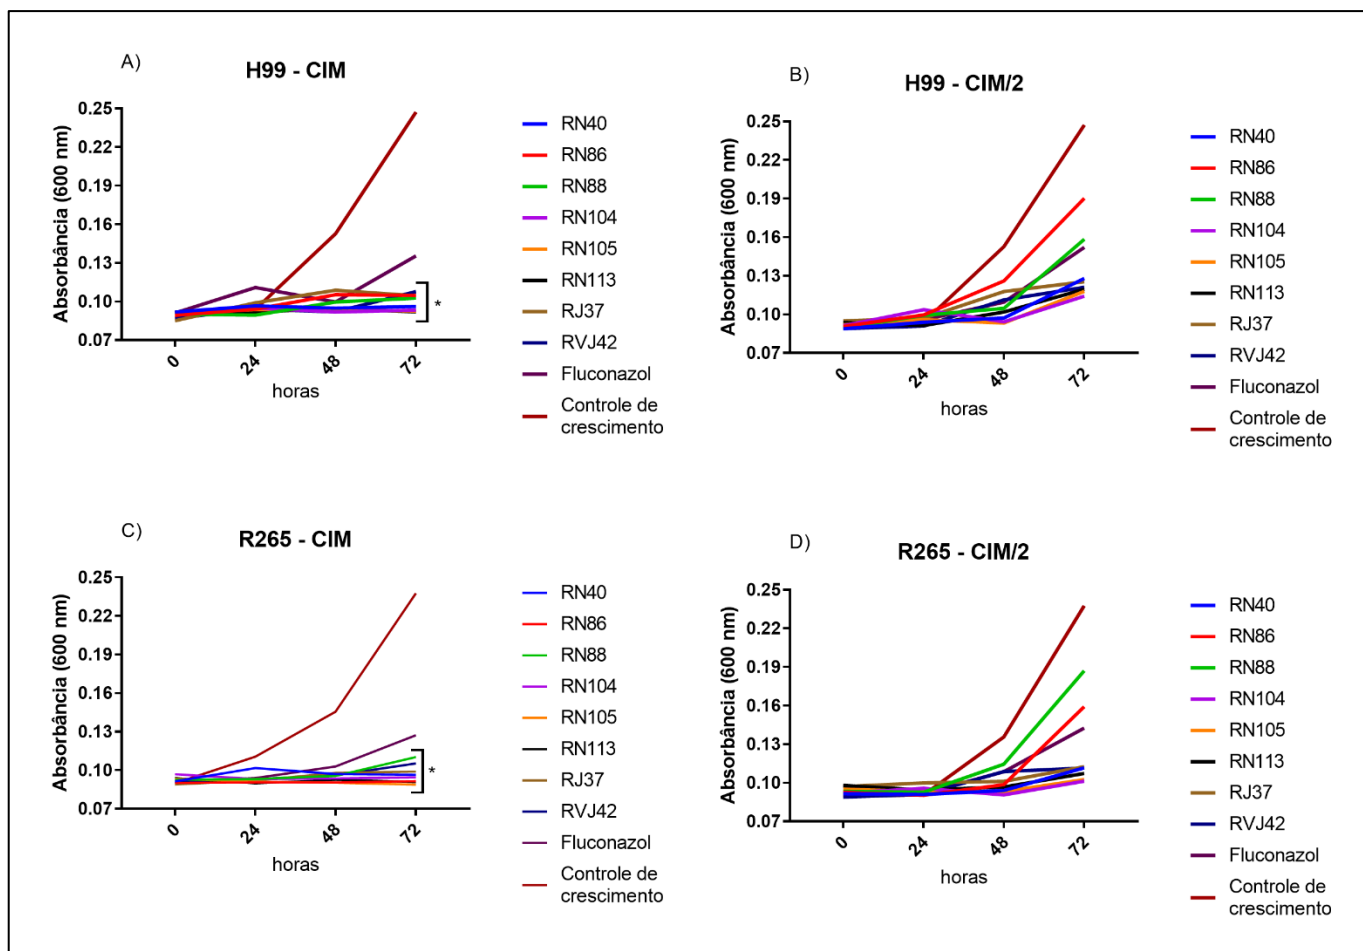 A)
H99 - CIM
Absorbância (600 nm)
0.25
0.22
0.19
0.16
0.13
0.10
0.07
0
24
48
72
horas
*
RN40
RN86
RN88
RN104
RN105
RN113
RJ37
RVJ42
Fluconazol
Controle de
crescimento
B)
H99 - CIM/2
Absorbância (600 nm)
0.25
0.22
0.19
0.16
0.13
0.10
0.07
0
24
48
72
horas
RN40
RN86
RN88
RN104
RN105
RN113
RJ37
RVJ42
Fluconazol
Controle de
crescimento
C)
R265 - CIM
Absorbância (600 nm)
0.25
0.22
0.19
0.16
0.13
0.10
0.07
0
24
48
72
horas
*
RN40
RN86
RN88
RN104
RN105
RN113
RJ37
RVJ42
Fluconazol
Controle de
crescimento
D)
R265 - CIM/2
Absorbância (600 nm)
0.25
0.22
0.19
0.16
0.13
0.10
0.07
0
24
48
72
horas
RN40
RN86
RN88
RN104
RN105
RN113
RJ37
RVJ42
Fluconazol
Controle de
crescimento